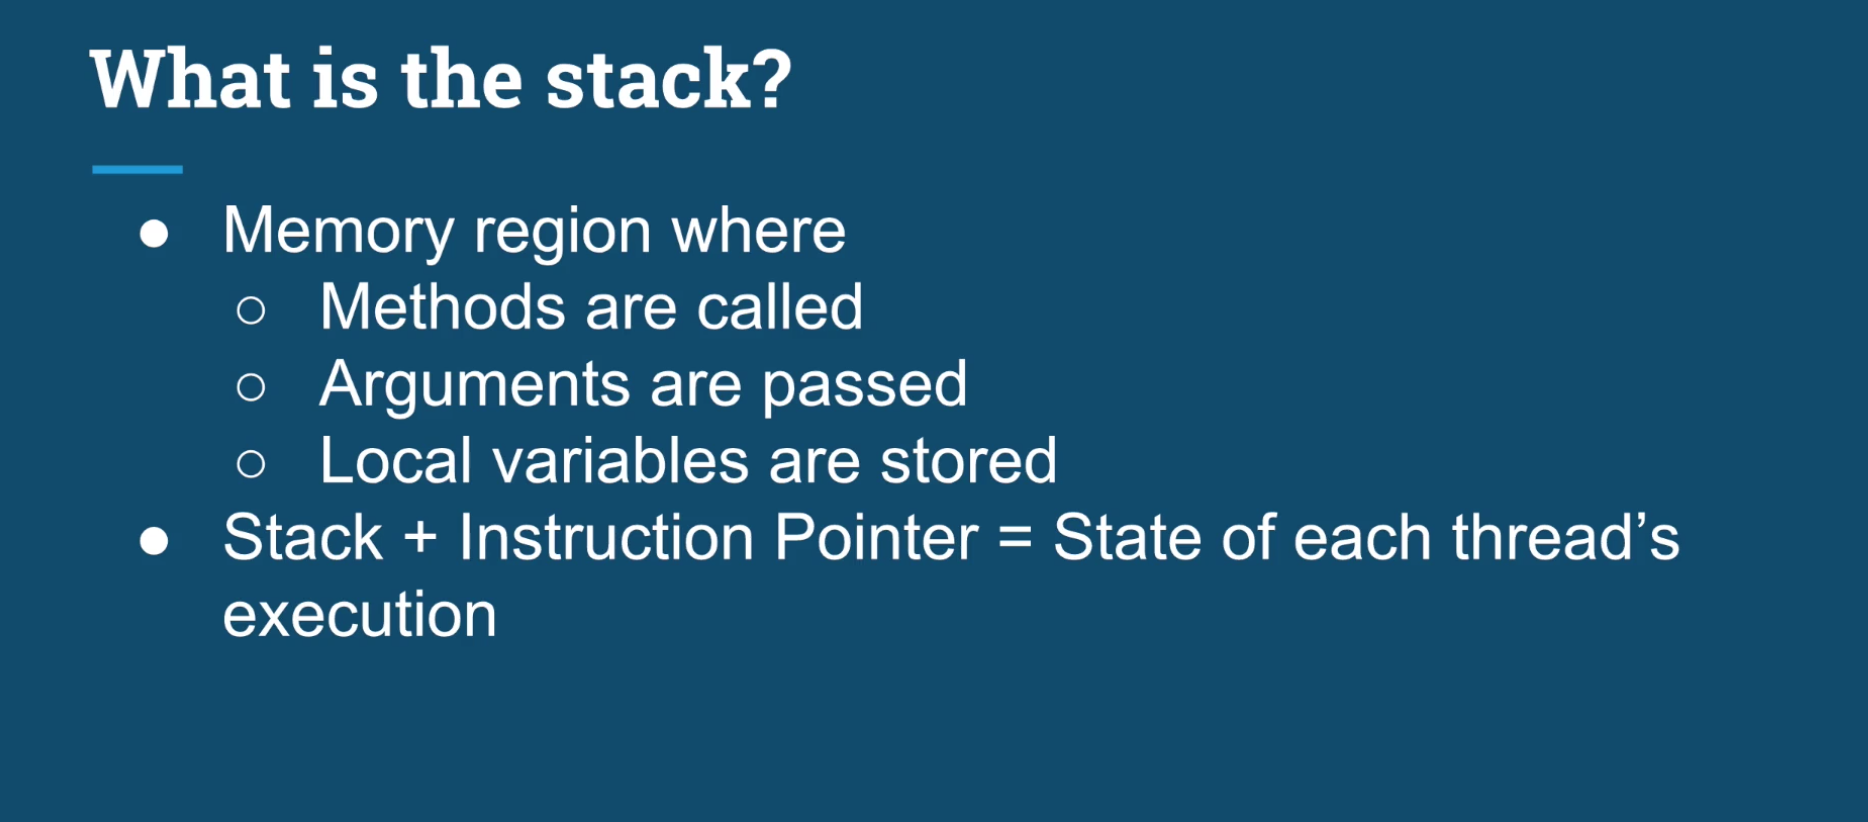 What is the stack?
● Memory region where
○ Methods are called
○ Arguments are passed
○ Local variables are stored
● Stack + Instruction Pointer = State of each thread’s
execution